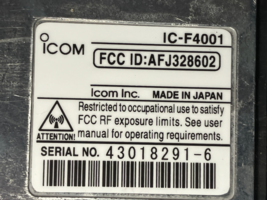 ICOM IC-F4001
FCC ID:AFJ328602
Icom Inc. MADE IN JAPAN
Restricted to occupational use to satisfy
FCC RF exposure limits. See user
manual for operating requirements.
ATTENTION!
SERIAL NO. 43018291-6